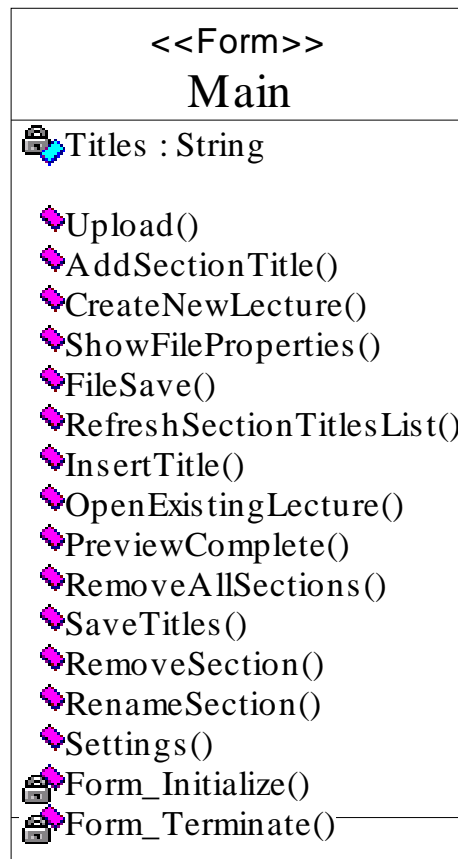 <<Form>>
Main
Titles : String
Upload()
AddSectionTitle()
CreateNewLecture()
ShowFileProperties()
FileSave()
RefreshSectionTitlesList()
InsertTitle()
OpenExistingLecture()
PreviewComplete()
RemoveAllSections()
SaveTitles()
RemoveSection()
RenameSection()
Settings()
Form_Initialize()
Form_Terminate()